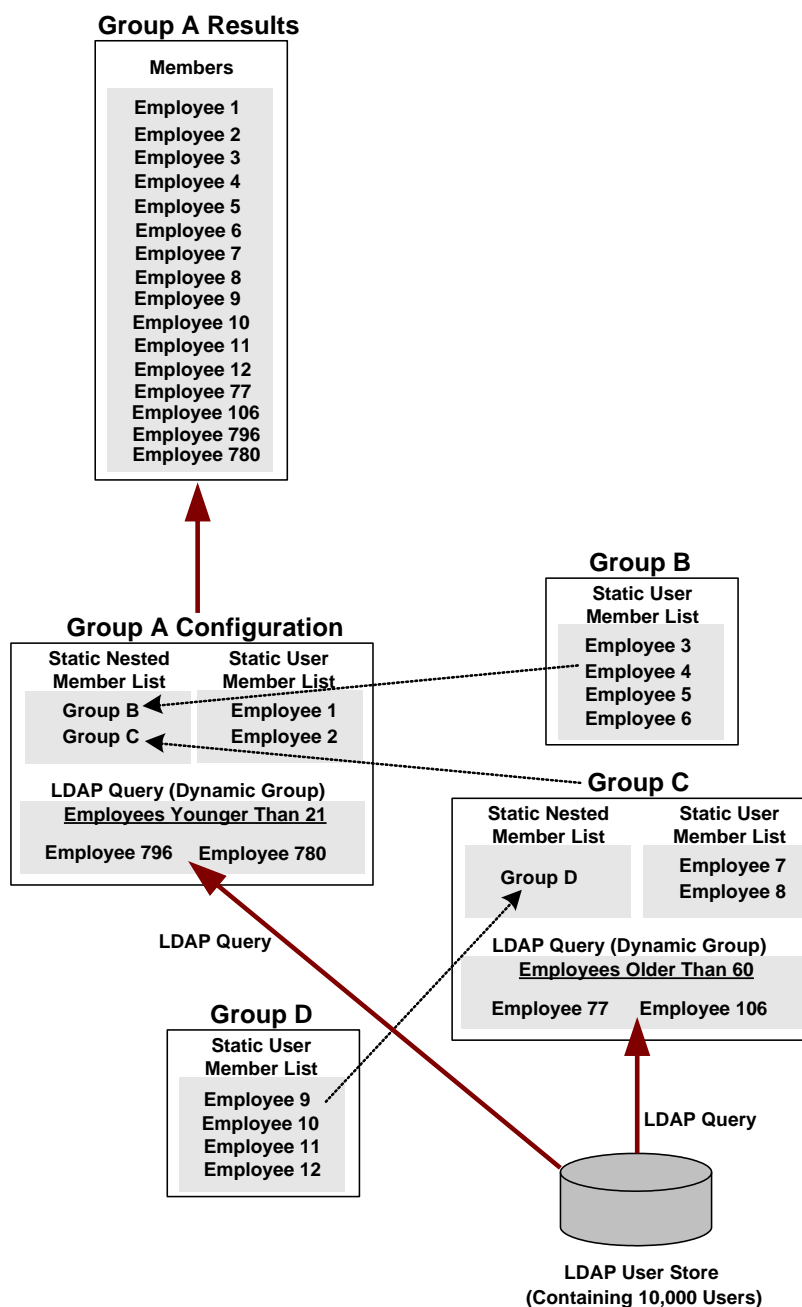 Group A Results
Members
Employee 1
Employee 2
Employee 3
Employee 4
Employee 5
Employee 6
Employee 7
Employee 8
Employee 9
Employee 10
Employee 11
Employee 12
Employee 77
Employee 106
Employee 796
Employee 780
Group B
Static User
Member List
Employee 3
Employee 4
Employee 5
Employee 6
Group A Configuration
Static Nested
Member List
Group B
Group C
Static User
Member List
Employee 1
Employee 2
LDAP Query (Dynamic Group)
Employees Younger Than 21
Employee 796
Employee 780
Group C
Static Nested
Member List
Group D
Static User
Member List
Employee 7
Employee 8
LDAP Query (Dynamic Group)
Employees Older Than 60
Employee 77
Employee 106
LDAP Query
Group D
Static User
Member List
Employee 9
Employee 10
Employee 11
Employee 12
LDAP Query
LDAP User Store
(Containing 10,000 Users)